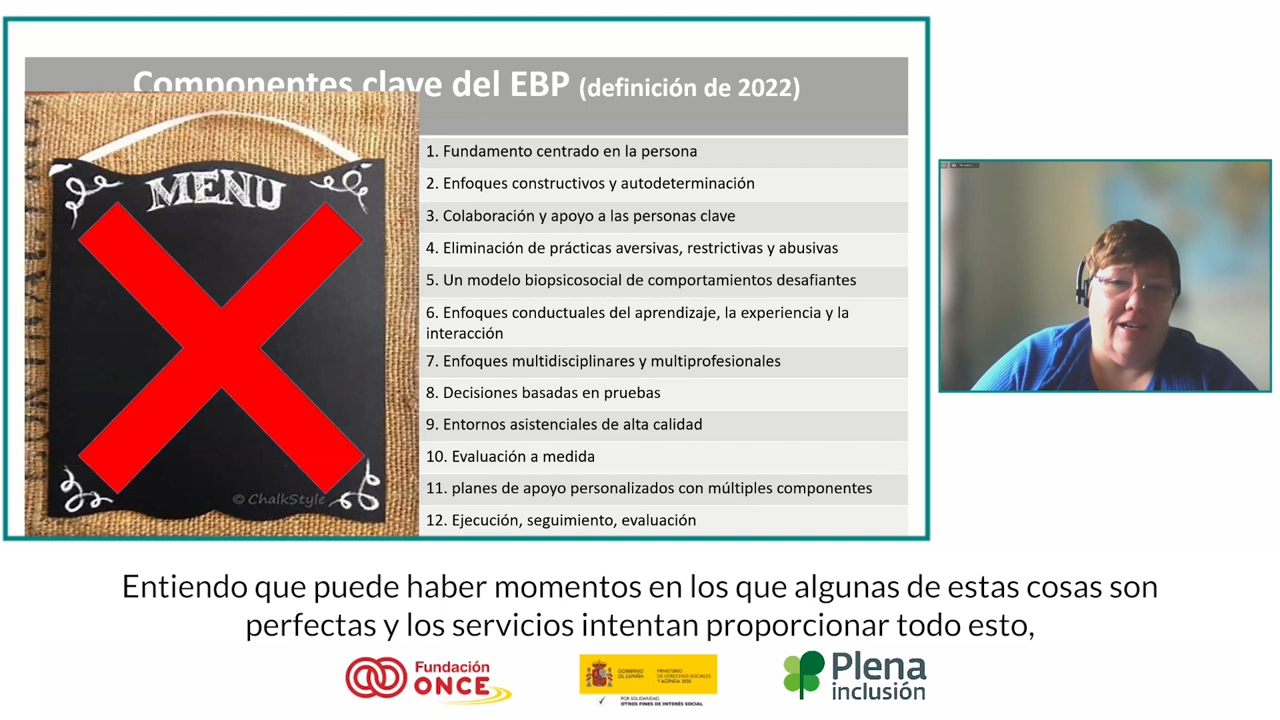 Componentes clave del EBP (definición de 2022)
MENU
© ChalkStyle
1. Fundamento centrado en la persona
2. Enfoques constructivos y autodeterminación
3. Colaboración y apoyo a las personas clave
4. Eliminación de prácticas aversivas, restrictivas y abusivas
5. Un modelo biopsicosocial de comportamientos desafiantes
6. Enfoques conductuales del aprendizaje, la experiencia y la
interacción
7. Enfoques multidisciplinares y multiprofesionales
8. Decisiones basadas en pruebas
9. Entornos asistenciales de alta calidad
10. Evaluación a medida
11. planes de apoyo personalizados con múltiples componentes
12. Ejecución, seguimiento, evaluación
Entiendo que puede haber momentos en los que algunas de estas cosas son
perfectas y los servicios intentan proporcionar todo esto,
Fundación
ONCE
GOBIERNO
DE ESPAÑA
MINISTERIO
DE DERECHOS SOCIALES
Y AGENDA 2030
POR SOLIDARIDAD
OTROS FINES DE INTERÉS SOCIAL
Plena
inclusión